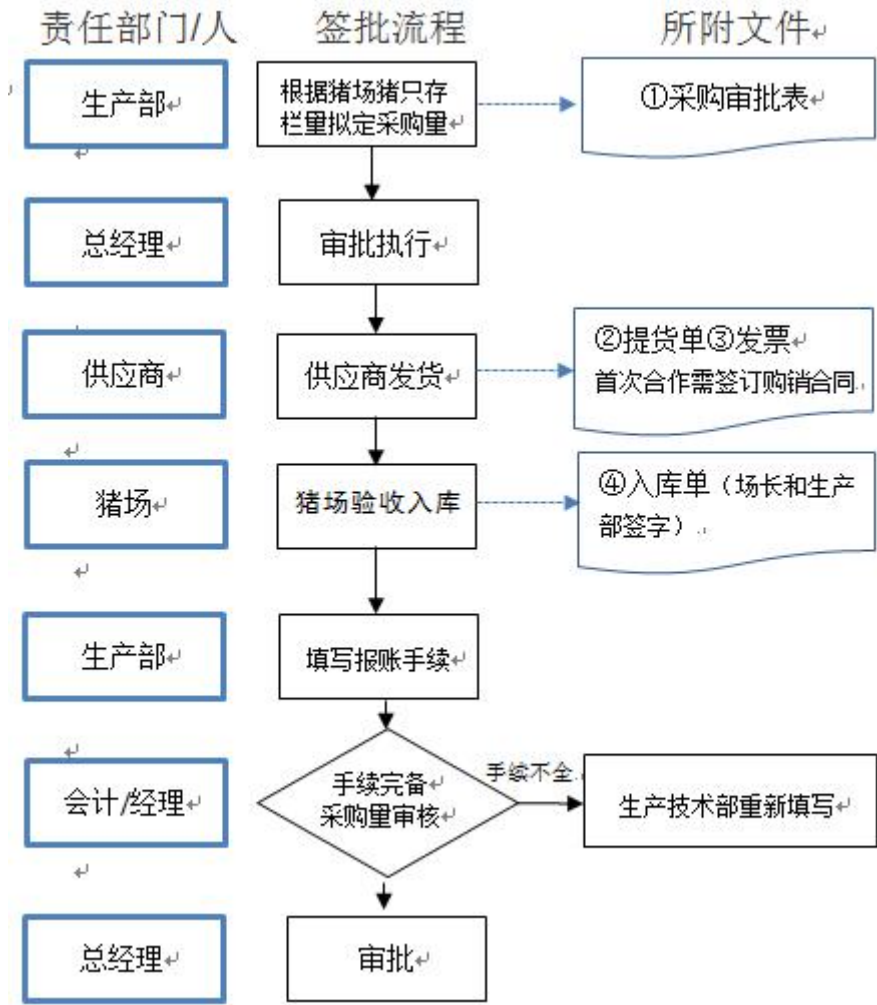 责任部门/人
签批流程
所附文件
生产部
根据猪场猪只存
栏量拟定采购量
①采购审批表
总经理
审批执行
供应商
供应商发货
②提货单③发票
首次合作需签订购销合同
猪场
猪场验收入库
④入库单（场长和生产
部签字）
生产部
填写报账手续
会计/经理
手续完备
采购量审核
手续不全
生产技术部重新填写
总经理
审批